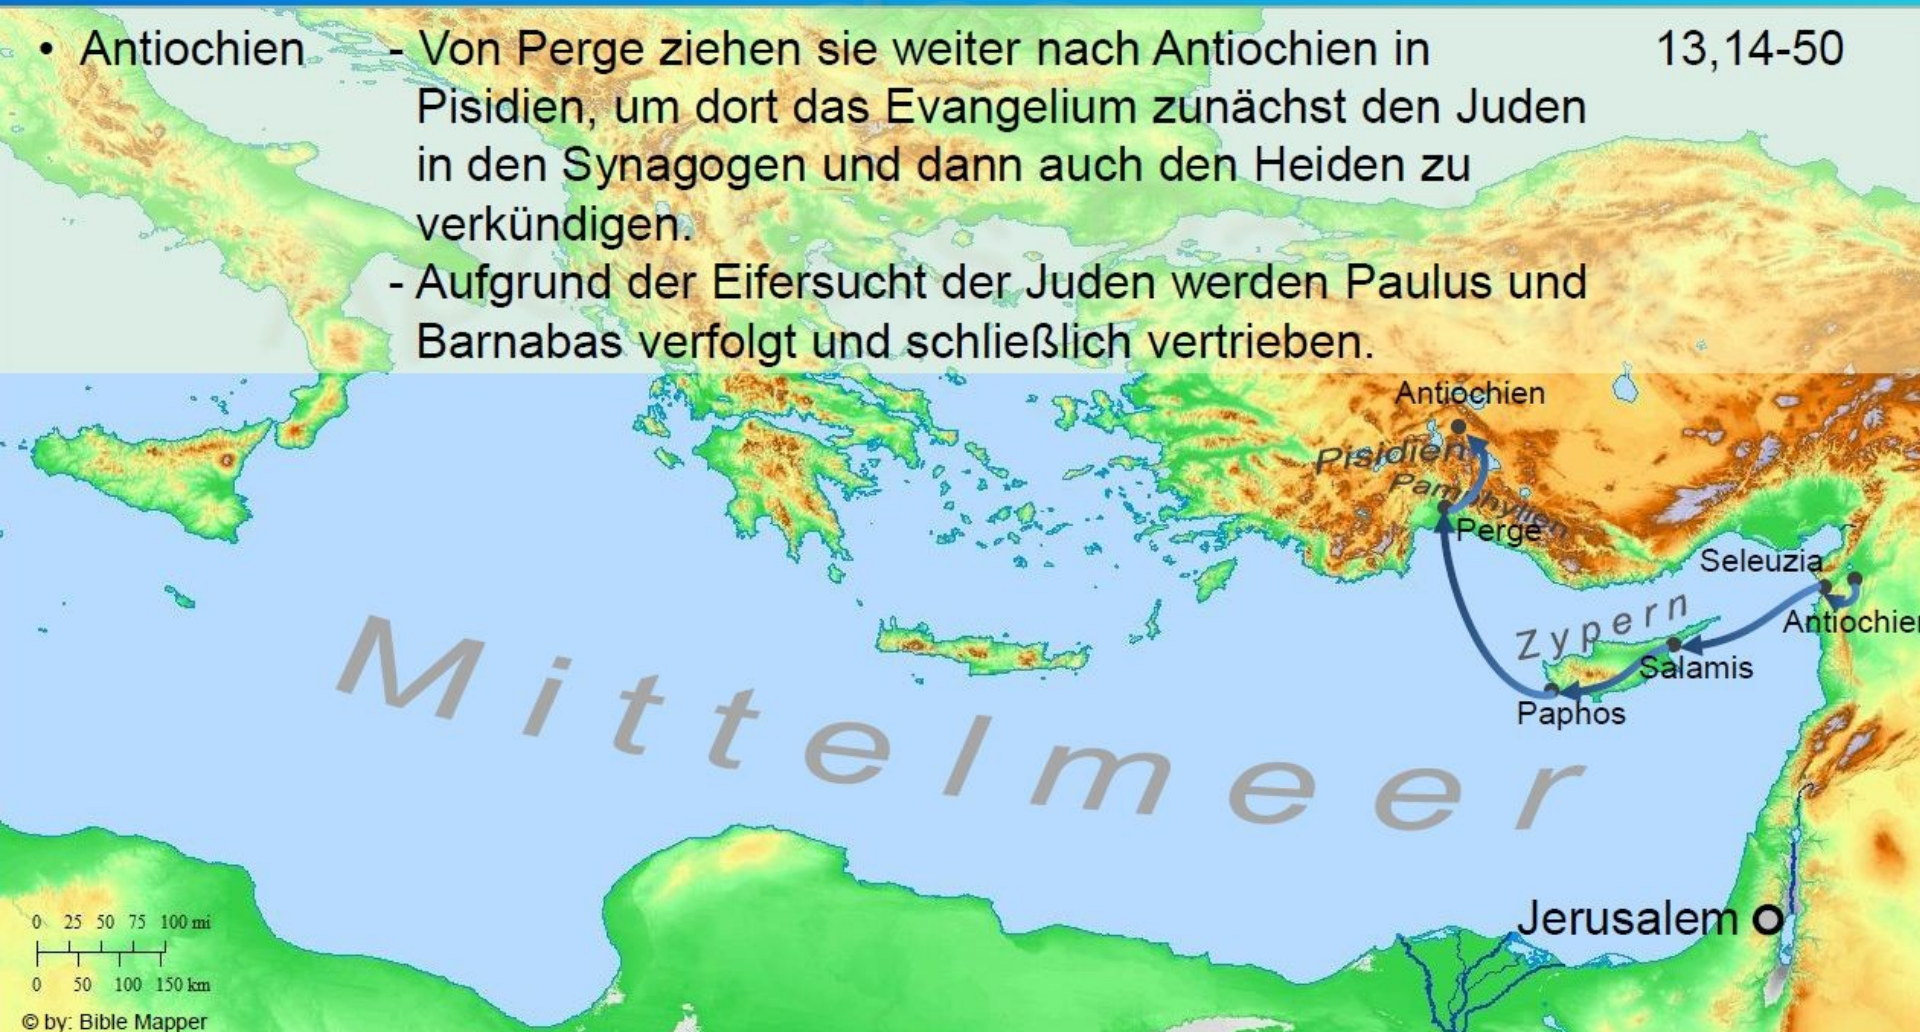 • Antiochien - Von Perge ziehen sie weiter nach Antiochien in 13,14-50
Pisidien, um dort das Evangelium zunächst den Juden
in den Synagogen und dann auch den Heiden zu
verkündigen.
- Aufgrund der Eifersucht der Juden werden Paulus und
Barnabas verfolgt und schließlich vertrieben.
Antiochien
Pisidien
Pamphylien
Perge
Seleuzia
Antiochien
Zypern
Salamis
Paphos
Mittelmeer
Jerusalem
0 25 50 75 100 mi
0 50 100 150 km
© by: Bible Mapper